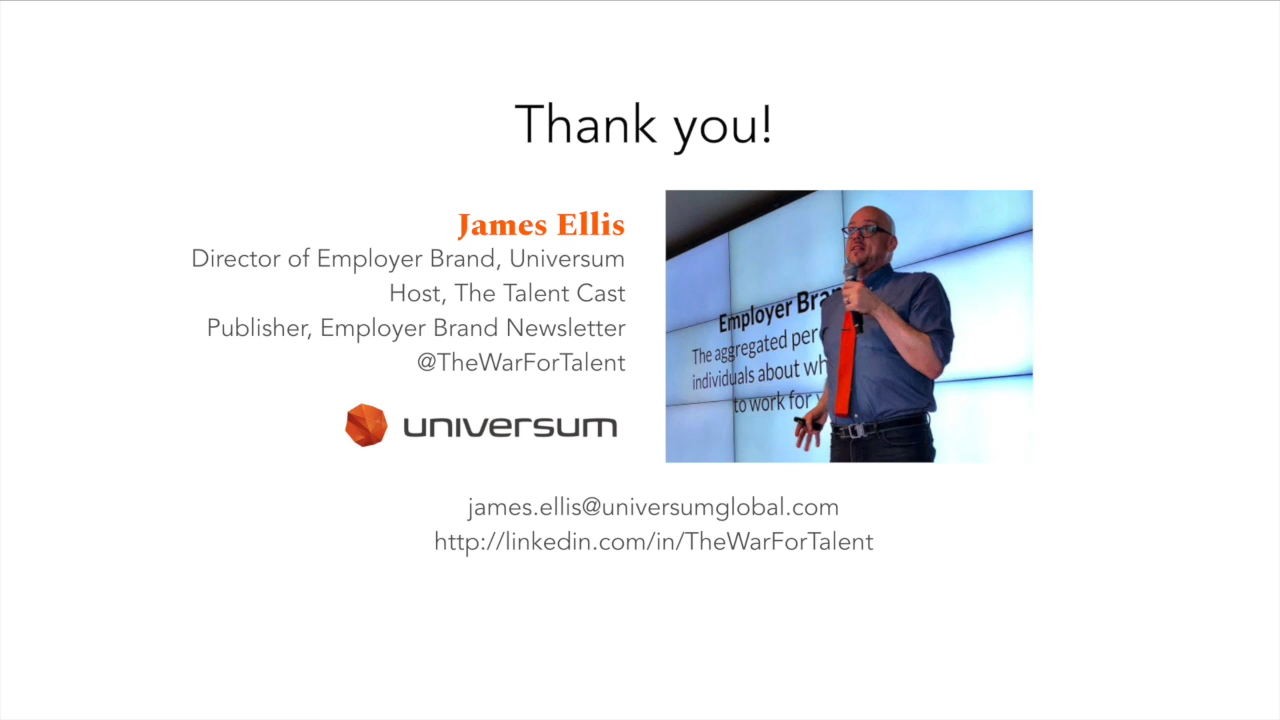 Thank you!
James Ellis
Director of Employer Brand, Universum
Host, The Talent Cast
Publisher, Employer Brand Newsletter
@TheWarForTalent
universum
Employer Bra
The aggregated per
individuals about wh
to work for
james.ellis@universumglobal.com
http://linkedin.com/in/TheWarForTalent